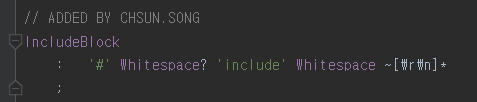 // ADDED BY CHSUN.SONG
IncludeBlock
: '#' Whitespace? 'include' Whitespace ~[₩r₩n]*
;